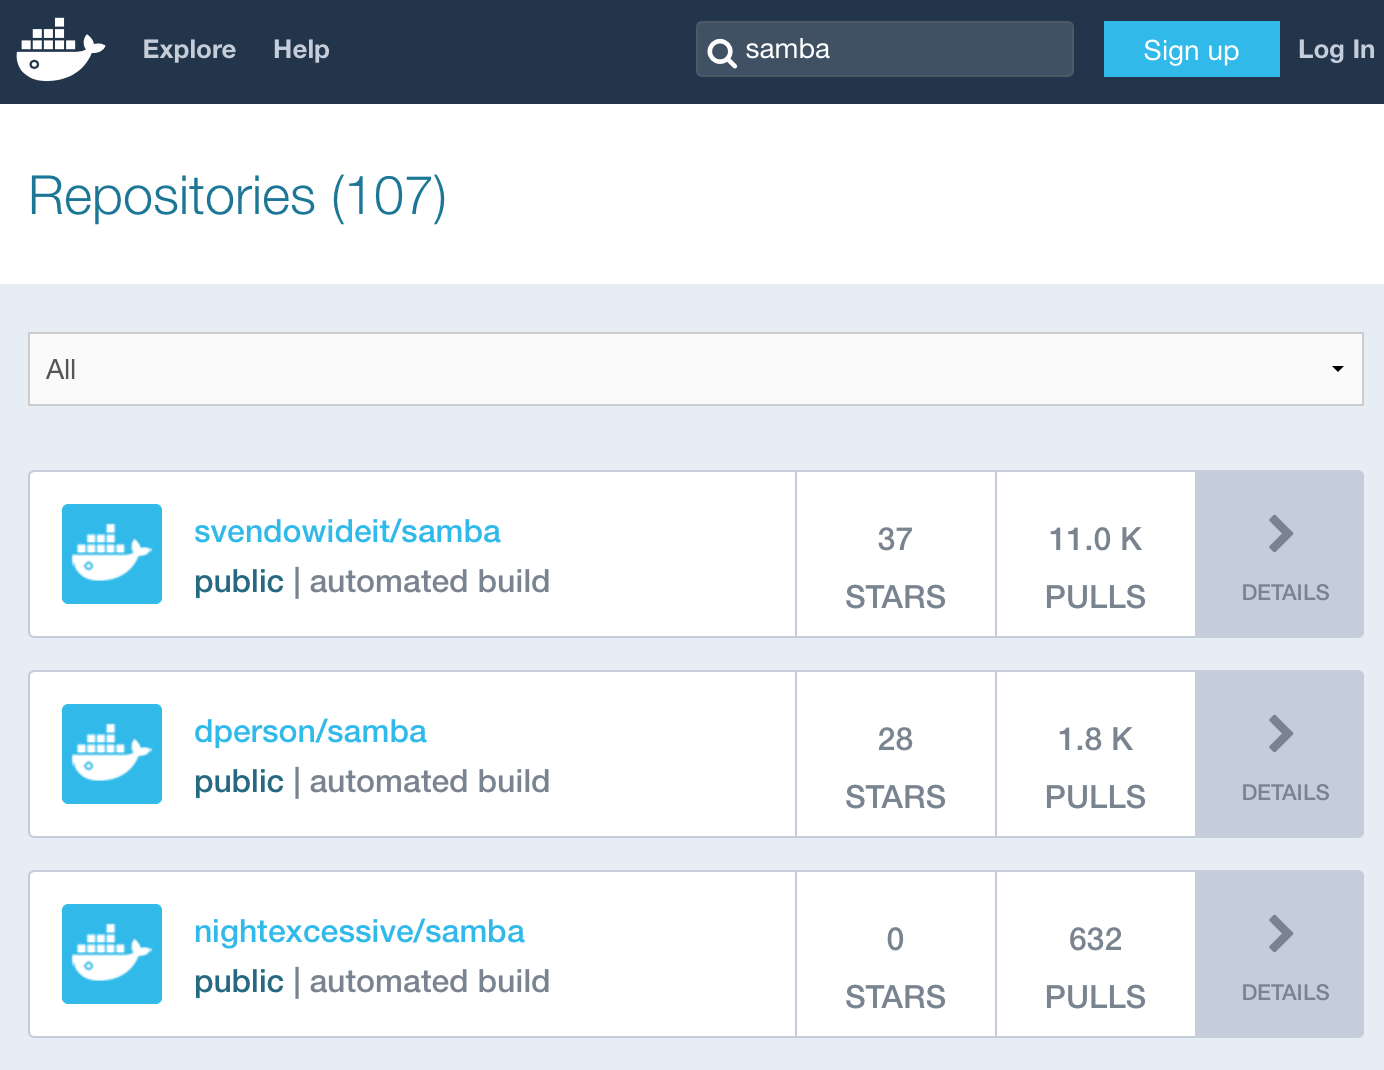 Explore Help samba Sign up Log In
Repositories (107)
All
svendowideit/samba
public | automated build
37
STARS
11.0 K
PULLS
DETAILS
dperson/samba
public | automated build
28
STARS
1.8 K
PULLS
DETAILS
nightexcessive/samba
public | automated build
0
STARS
632
PULLS
DETAILS